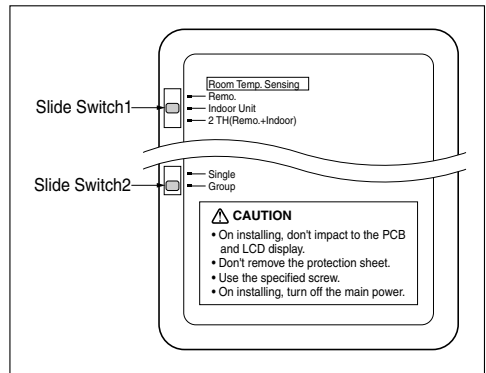 Room Temp. Sensing
Remo.
Slide Switch1
Indoor Unit
2 TH(Remo.+Indoor)
Single
Slide Switch2
Group
⚠ CAUTION
• On installing, don't impact to the PCB
and LCD display.
• Don't remove the protection sheet.
• Use the specified screw.
• On installing, turn off the main power.